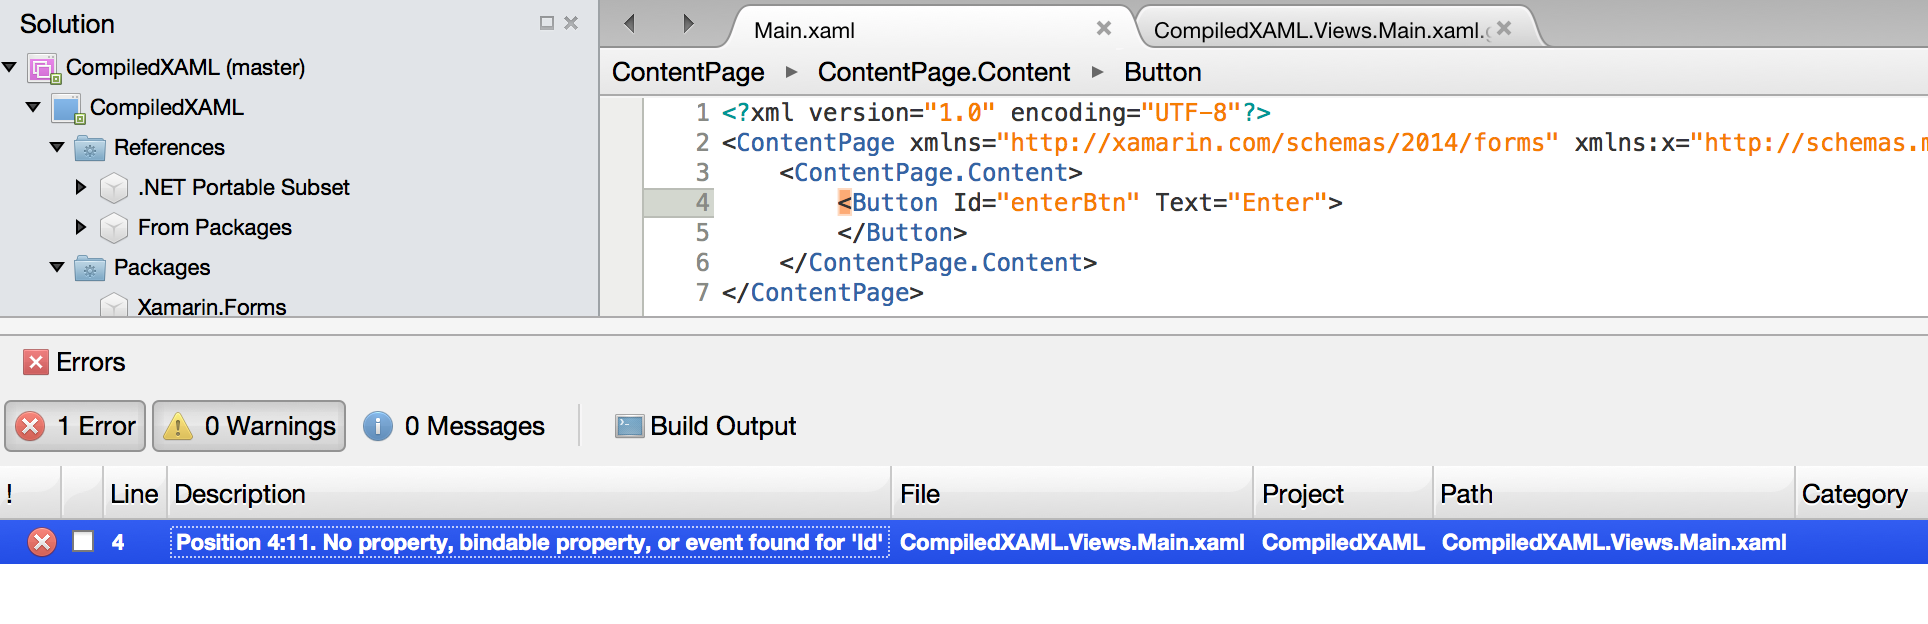 Solution
CompiledXAML (master)
CompiledXAML
References
.NET Portable Subset
From Packages
Packages
Xamarin.Forms
Main.xaml
CompiledXAML.Views.Main.xaml.
ContentPage ContentPage.Content Button
1 <?xml version="1.0" encoding="UTF-8"?>
2 <ContentPage xmlns="http://xamarin.com/schemas/2014/forms" xmlns:x="http://schemas.m
3 <ContentPage.Content>
4 <Button Id="enterBtn" Text="Enter">
5 </Button>
6 </ContentPage.Content>
7 </ContentPage>
Errors
1 Error 0 Warnings 0 Messages Build Output
! Line Description File Project Path Category
4 Position 4:11. No property, bindable property, or event found for 'Id' CompiledXAML.Views.Main.xaml CompiledXAML CompiledXAML.Views.Main.xaml